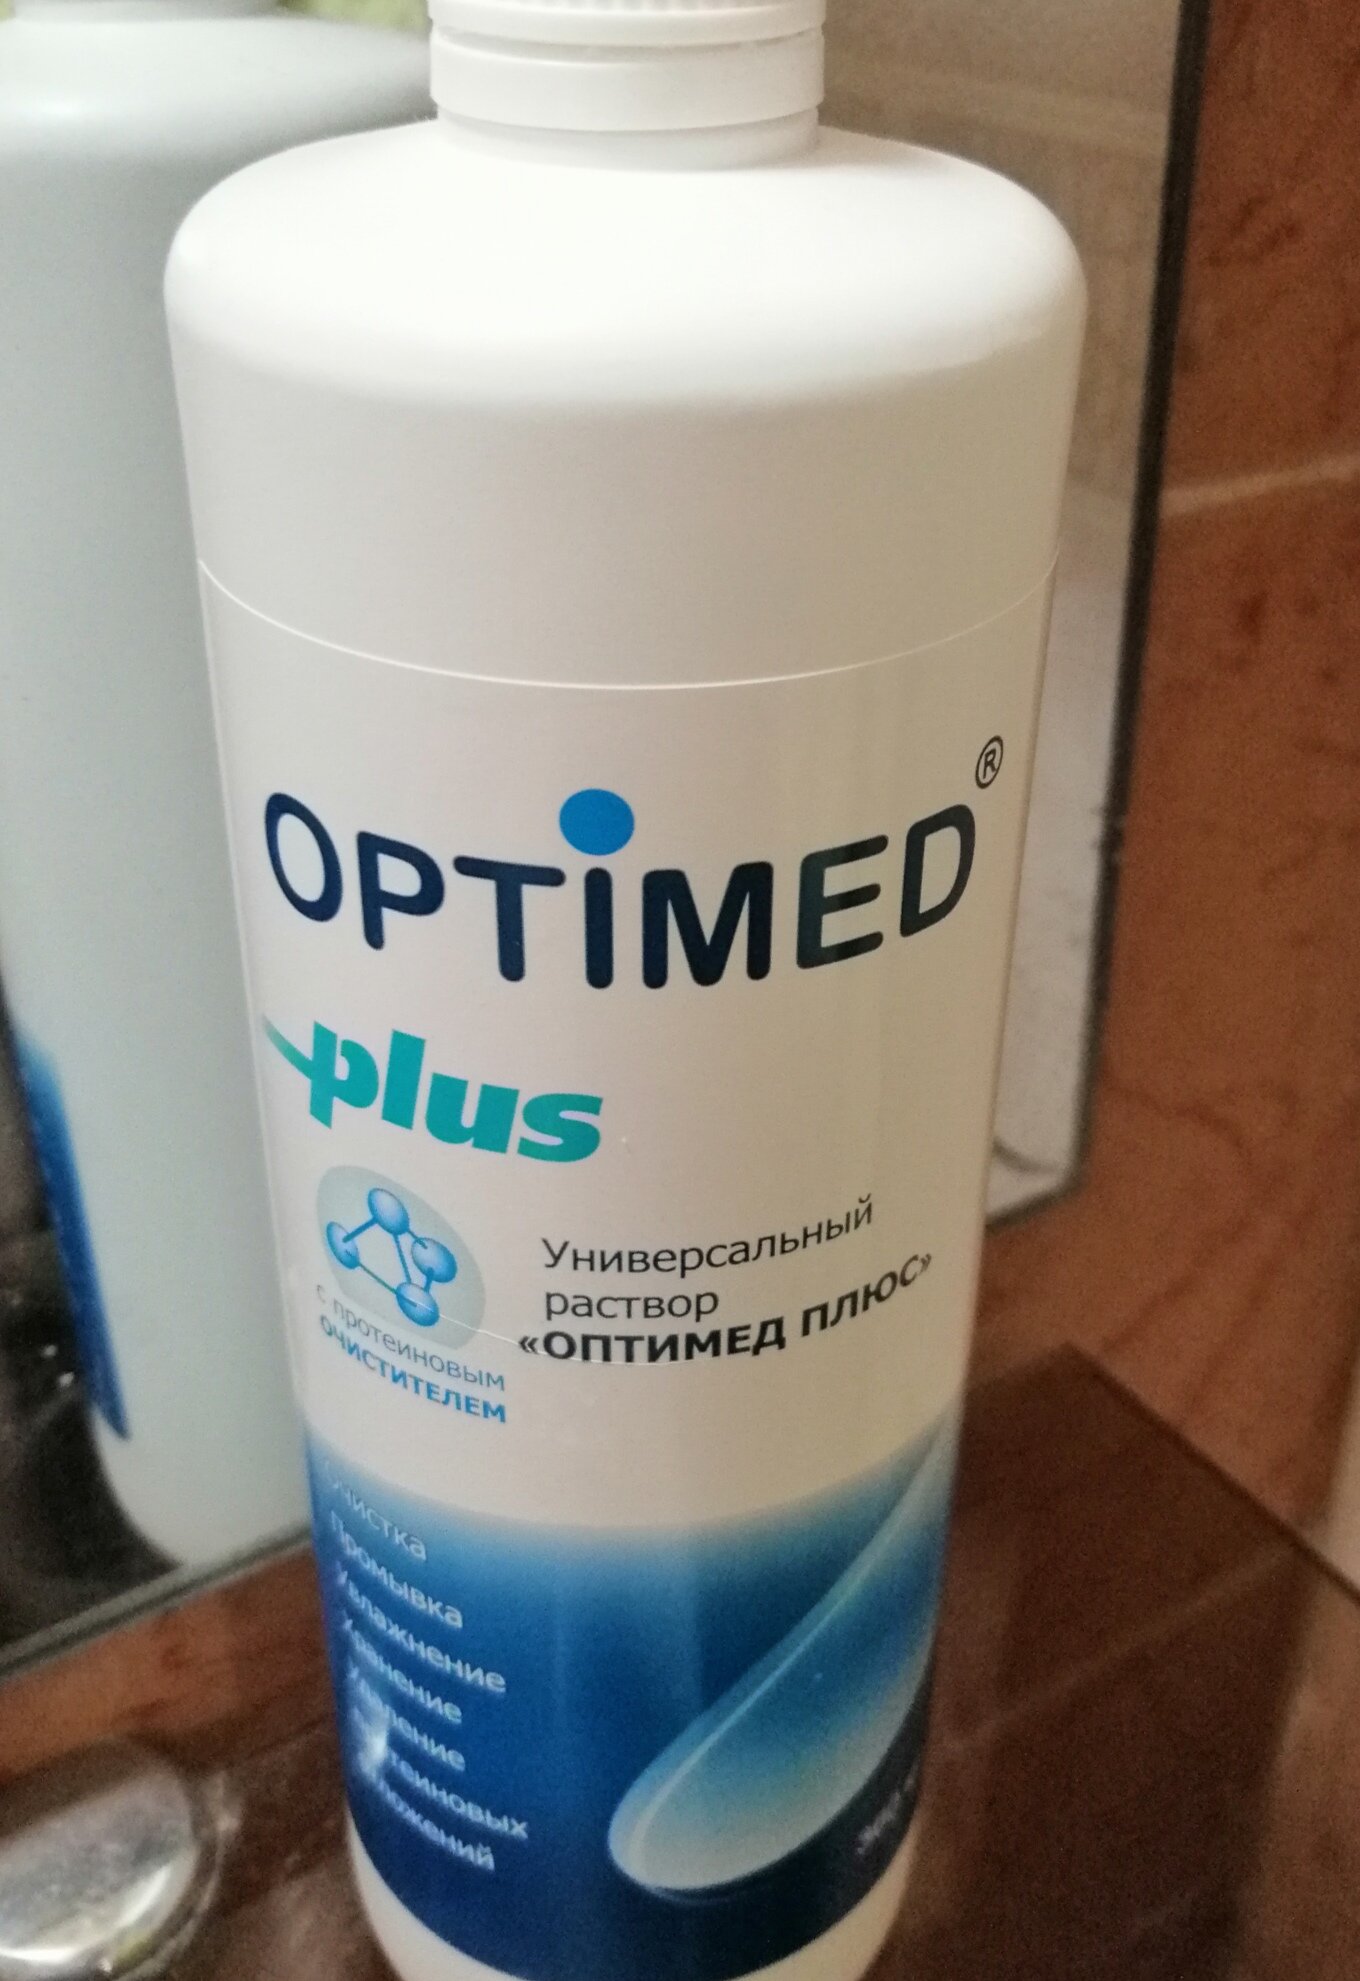 OPTIMED®
plus
с протеиновым
ОЧИСТИТЕЛЕМ
Универсальный
раствор
«ОПТИМЕД ПЛЮС»
Очистка
Промывка
Увлажнение
Хранение
Удаление
протеиновых
отложений